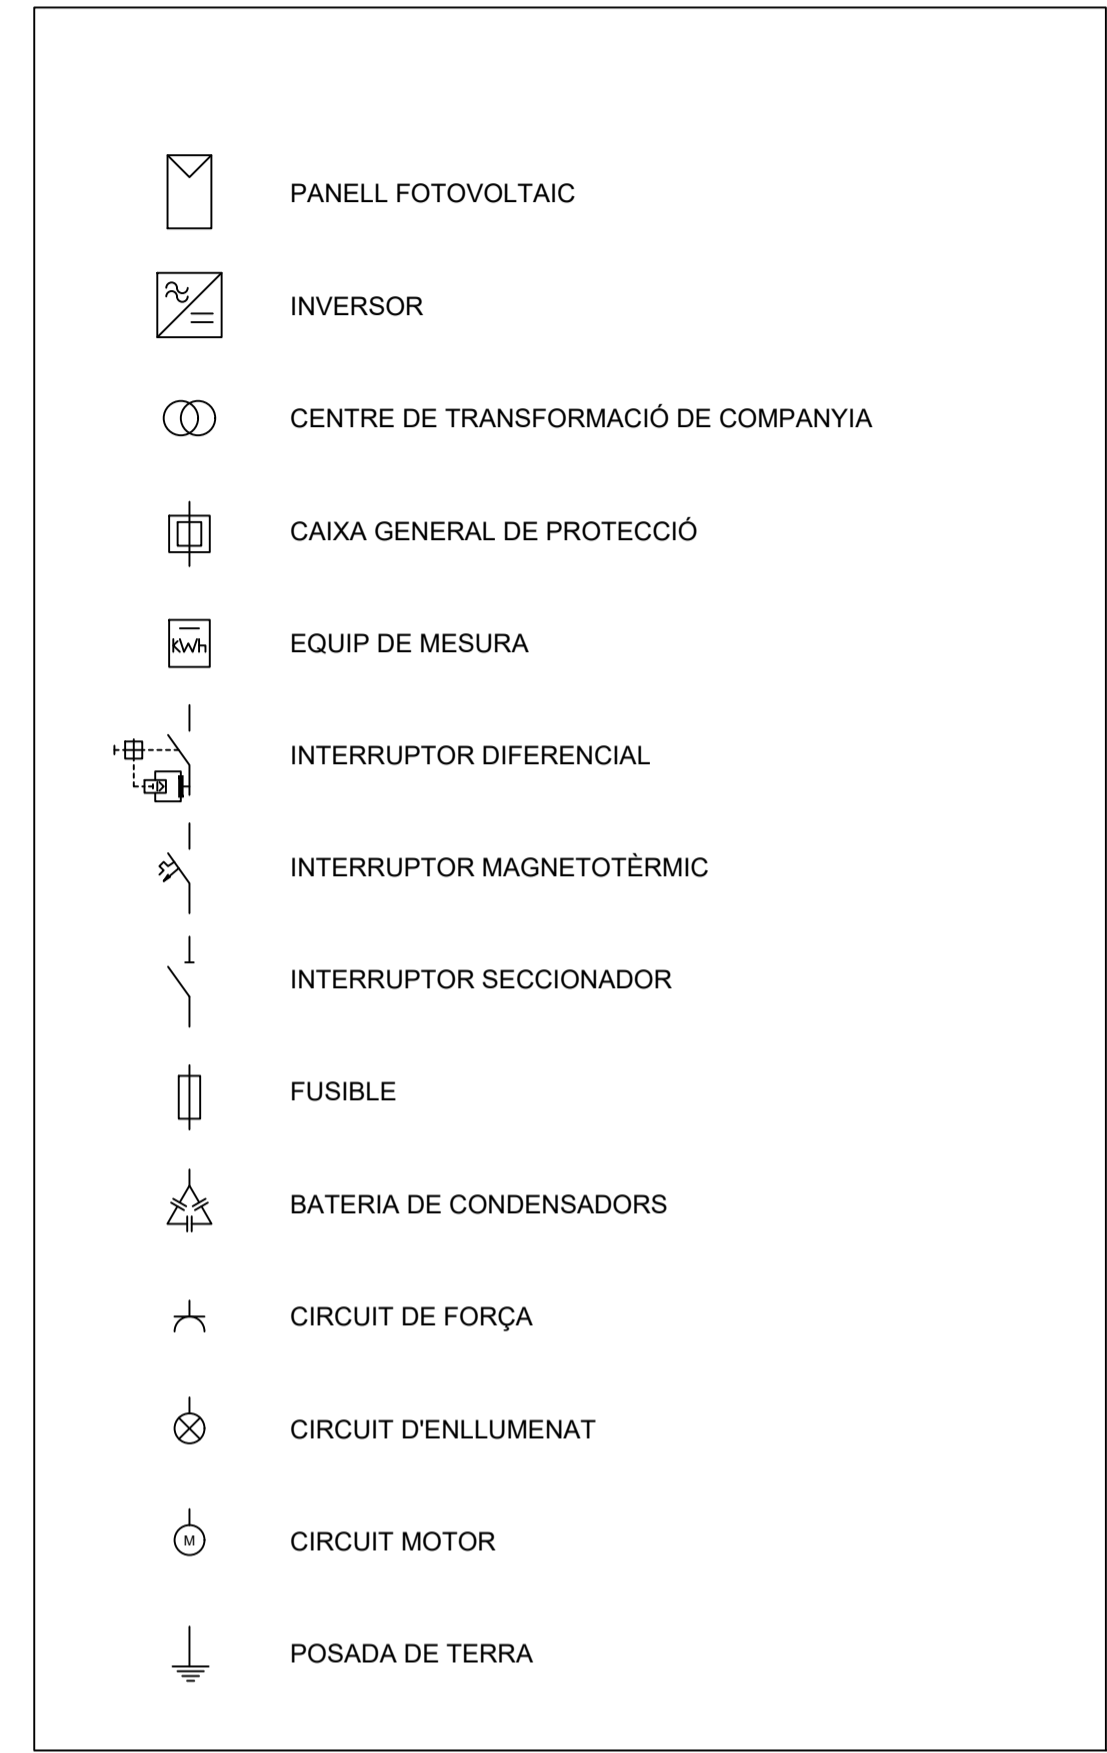 PANELL FOTOVOLTAIC
INVERSOR
CENTRE DE TRANSFORMACIÓ DE COMPANYIA
CAIXA GENERAL DE PROTECCIÓ
kWh
EQUIP DE MESURA
INTERRUPTOR DIFERENCIAL
INTERRUPTOR MAGNETOTÈRMIC
INTERRUPTOR SECCIONADOR
FUSIBLE
BATERIA DE CONDENSADORS
CIRCUIT DE FORÇA
CIRCUIT D'ENLLUMENAT
M
CIRCUIT MOTOR
POSADA DE TERRA